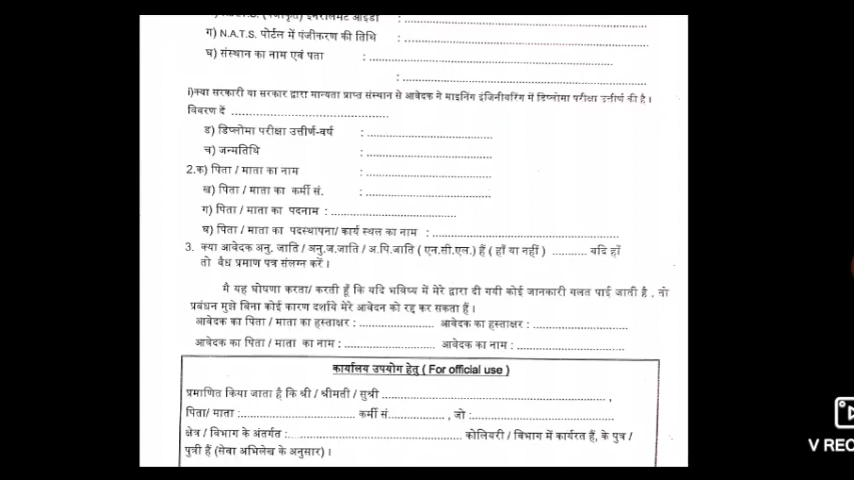 (पंजीकृत) इनरोलमेंट आईडी : ........................
ग) N.A.T.S. पोर्टल में पंजीकरण की तिथि : ........................
घ) संस्थान का नाम एवं पता : ........................
: ........................
i)क्या सरकारी या सरकार द्वारा मान्यता प्राप्त संस्थान से आवेदक ने माइनिंग इंजिनीयरिंग में डिप्लोमा परीक्षा उत्तीर्ण की है ।
विवरण दें ........................
ड) डिप्लोमा परीक्षा उत्तीर्ण-वर्ष : ........................
च) जन्मतिथि : ........................
2.क) पिता / माता का नाम : ........................
ख) पिता / माता का कर्मी सं. : ........................
ग) पिता / माता का पदनाम : ........................
घ) पिता / माता का पदस्थापना/ कार्य स्थल का नाम : ........................
3. क्या आवेदक अनु. जाति / अनु.ज.जाति / अ.पि.जाति ( एन.सी.एल.) हैं ( हाँ या नहीं ) .......... यदि हाँ
तो वैध प्रमाण पत्र संलग्न करें ।
मै यह घोषणा करता/ करती हूँ कि यदि भविष्य में मेरे द्वारा दी गयी कोई जानकारी गलत पाई जाती है , तो
प्रबंधन मुझे बिना कोई कारण दर्शाये मेरे आवेदन को रद्द कर सकता हैं ।
आवेदक का पिता / माता का हस्ताक्षर : .................... आवेदक का हस्ताक्षर : ........................
आवेदक का पिता / माता का नाम : ........................ आवेदक का नाम : ........................
कार्यालय उपयोग हेतु ( For official use )
प्रमाणित किया जाता है कि श्री / श्रीमती / सुश्री ........................ ,
पिता/ माता :........................ कर्मी सं.............. , जो :........................
क्षेत्र / विभाग के अंतर्गत :........................ कोलियरी / विभाग में कार्यरत हैं, के पुत्र /
पुत्री हैं (सेवा अभिलेख के अनुसार) ।
V REC